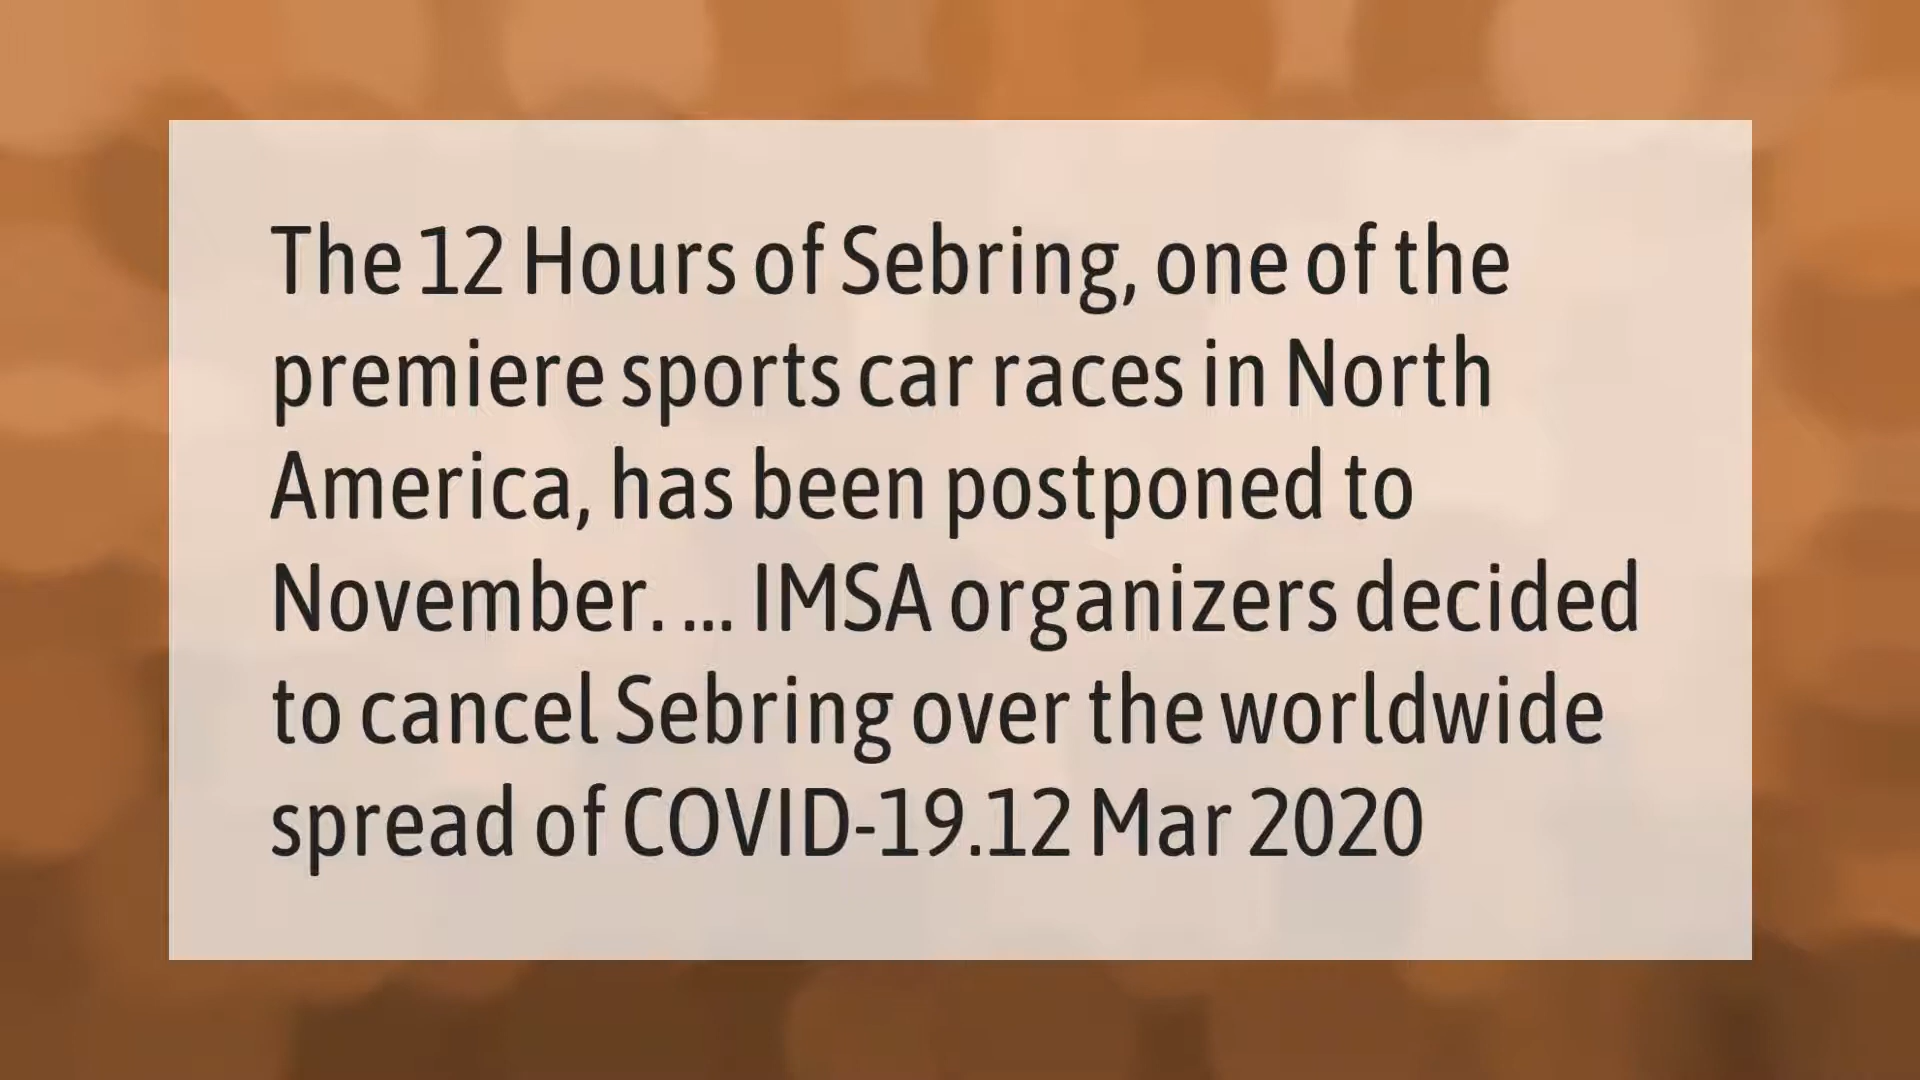 The 12 Hours of Sebring, one of the
premiere sports car races in North
America, has been postponed to
November. ... IMSA organizers decided
to cancel Sebring over the worldwide
spread of COVID-19.12 Mar 2020